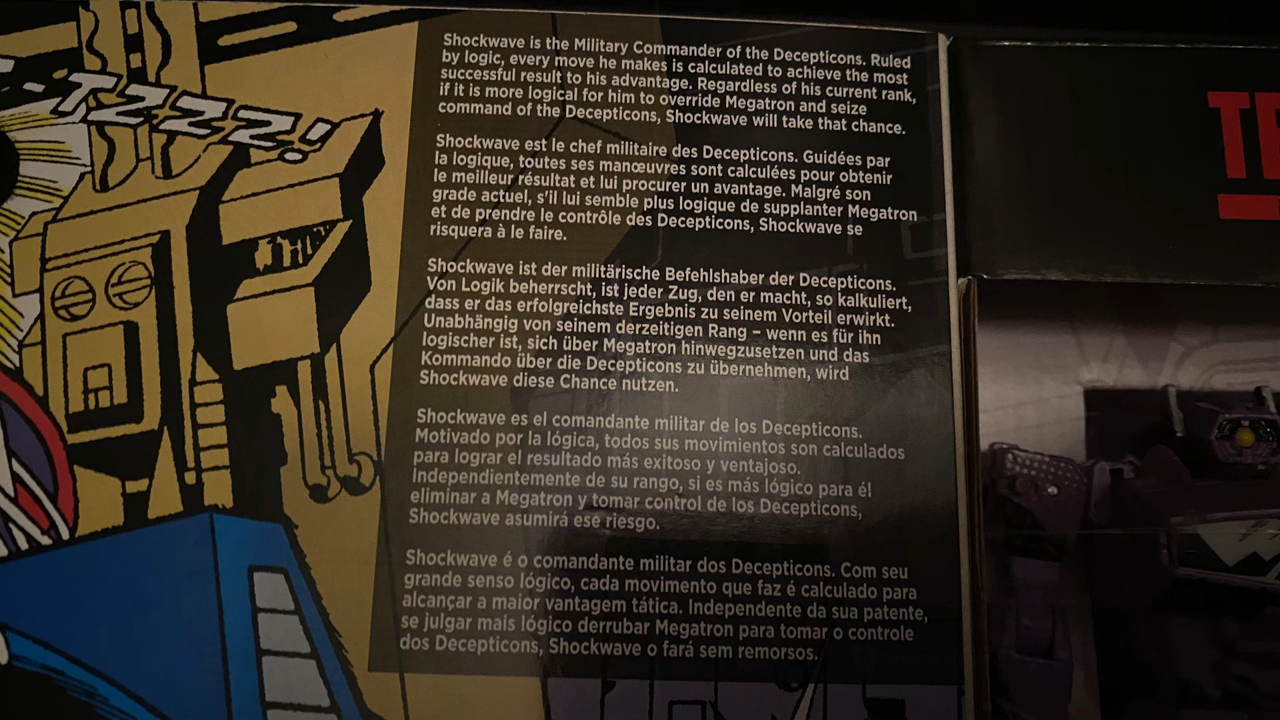 -TZZZ!
Shockwave is the Military Commander of the Decepticons. Ruled
by logic, every move he makes is calculated to achieve the most
successful result to his advantage. Regardless of his current rank,
if it is more logical for him to override Megatron and seize
command of the Decepticons, Shockwave will take that chance.
Shockwave est le chef militaire des Decepticons. Guidées par
la logique, toutes ses manœuvres sont calculées pour obtenir
le meilleur résultat et lui procurer un avantage. Malgré son
grade actuel, s'il lui semble plus logique de supplanter Megatron
et de prendre le contrôle des Decepticons, Shockwave se
risquera à le faire.
Shockwave ist der militärische Befehlshaber der Decepticons.
Von Logik beherrscht, ist jeder Zug, den er macht, so kalkuliert,
dass er das erfolgreichste Ergebnis zu seinem Vorteil erwirkt.
Unabhängig von seinem derzeitigen Rang – wenn es für ihn
logischer ist, sich über Megatron hinwegzusetzen und das
Kommando über die Decepticons zu übernehmen, wird
Shockwave diese Chance nutzen.
Shockwave es el comandante militar de los Decepticons.
Motivado por la lógica, todos sus movimientos son calculados
para lograr el resultado más exitoso y ventajoso.
Independientemente de su rango, si es más lógico para él
eliminar a Megatron y tomar control de los Decepticons,
Shockwave asumirá ese riesgo.
Shockwave é o comandante militar dos Decepticons. Com seu
grande senso lógico, cada movimento que faz é calculado para
alcançar a maior vantagem tática. Independente da sua patente,
se julgar mais lógico derrubar Megatron para tomar o controle
dos Decepticons, Shockwave o fará sem remorsos.